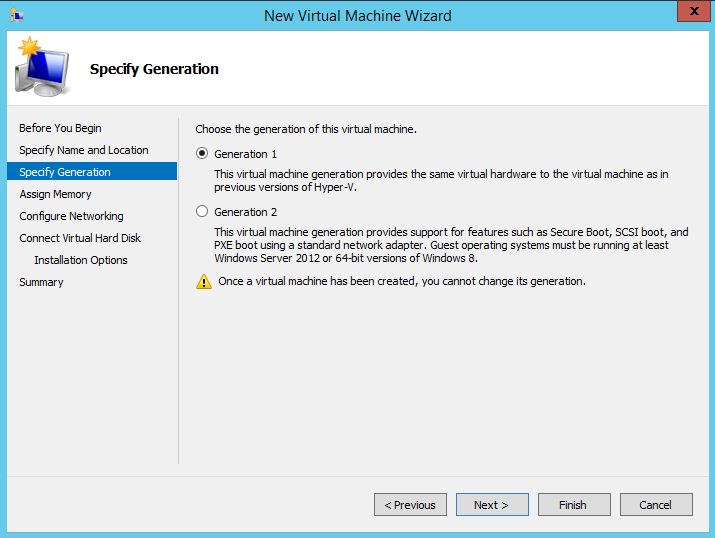 New Virtual Machine Wizard
x
Specify Generation
Before You Begin
Specify Name and Location
Specify Generation
Assign Memory
Configure Networking
Connect Virtual Hard Disk
Installation Options
Summary
Choose the generation of this virtual machine.
Generation 1
This virtual machine generation provides the same virtual hardware to the virtual machine as in
previous versions of Hyper-V.
Generation 2
This virtual machine generation provides support for features such as Secure Boot, SCSI boot, and
PXE boot using a standard network adapter. Guest operating systems must be running at least
Windows Server 2012 or 64-bit versions of Windows 8.
Once a virtual machine has been created, you cannot change its generation.
< Previous
Next >
Finish
Cancel